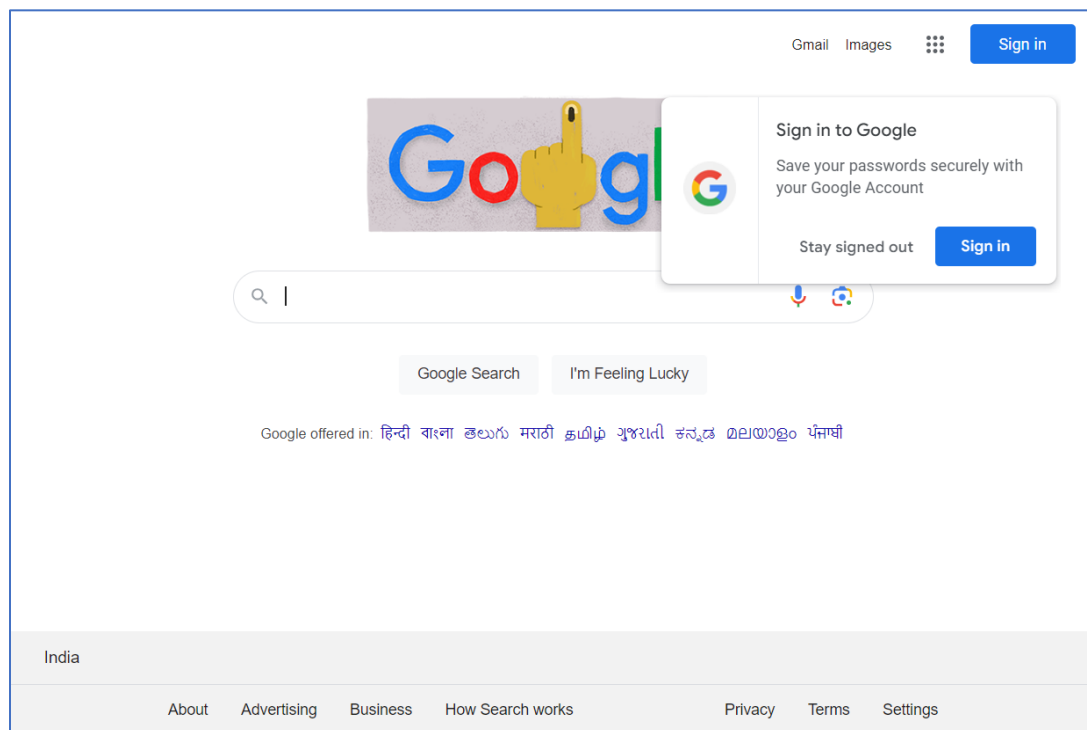 Gmail Images Sign in
Goog
Sign in to Google
Save your passwords securely with
your Google Account
Stay signed out Sign in
Google Search I'm Feeling Lucky
Google offered in: हिन्दी বাংলা తెలుగు मराठी தமிழ் ગુજરાતી ಕನ್ನಡ മലയാളം ਪੰਜਾਬੀ
India
About Advertising Business How Search works Privacy Terms Settings